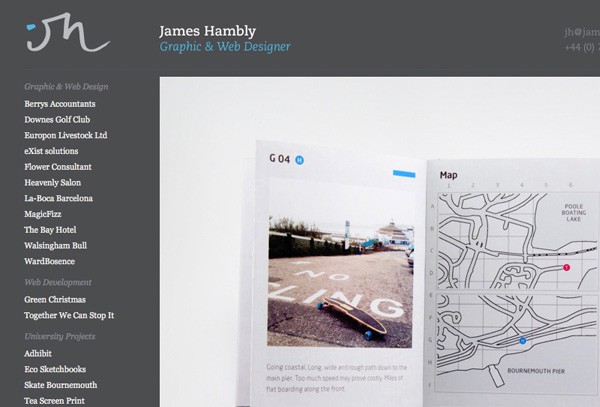 jh
James Hambly
Graphic & Web Designer
jh@jam
+44 (0)
Graphic & Web Design
Berrys Accountants
Downes Golf Club
Europon Livestock Ltd
eXist solutions
Flower Consultant
Heavenly Salon
La-Boca Barcelona
MagicFizz
The Bay Hotel
Walsingham Bull
WardBosence
Web Development
Green Christmas
Together We Can Stop It
University Projects
Adhibit
Eco Sketchbooks
Skate Bournemouth
Tea Screen Print
G 04 H
NO
CLING
Going coastal. Long, wide and rough path down to the
main pier. Too much speed may prove costly. Miles of
flat boarding along the front.
Map
1 2 3 4 5 6
A
B
C
D
E
F
G
H
I
POOLE
BOATING
LAKE
T
H
BOURNEMOUTH PIER